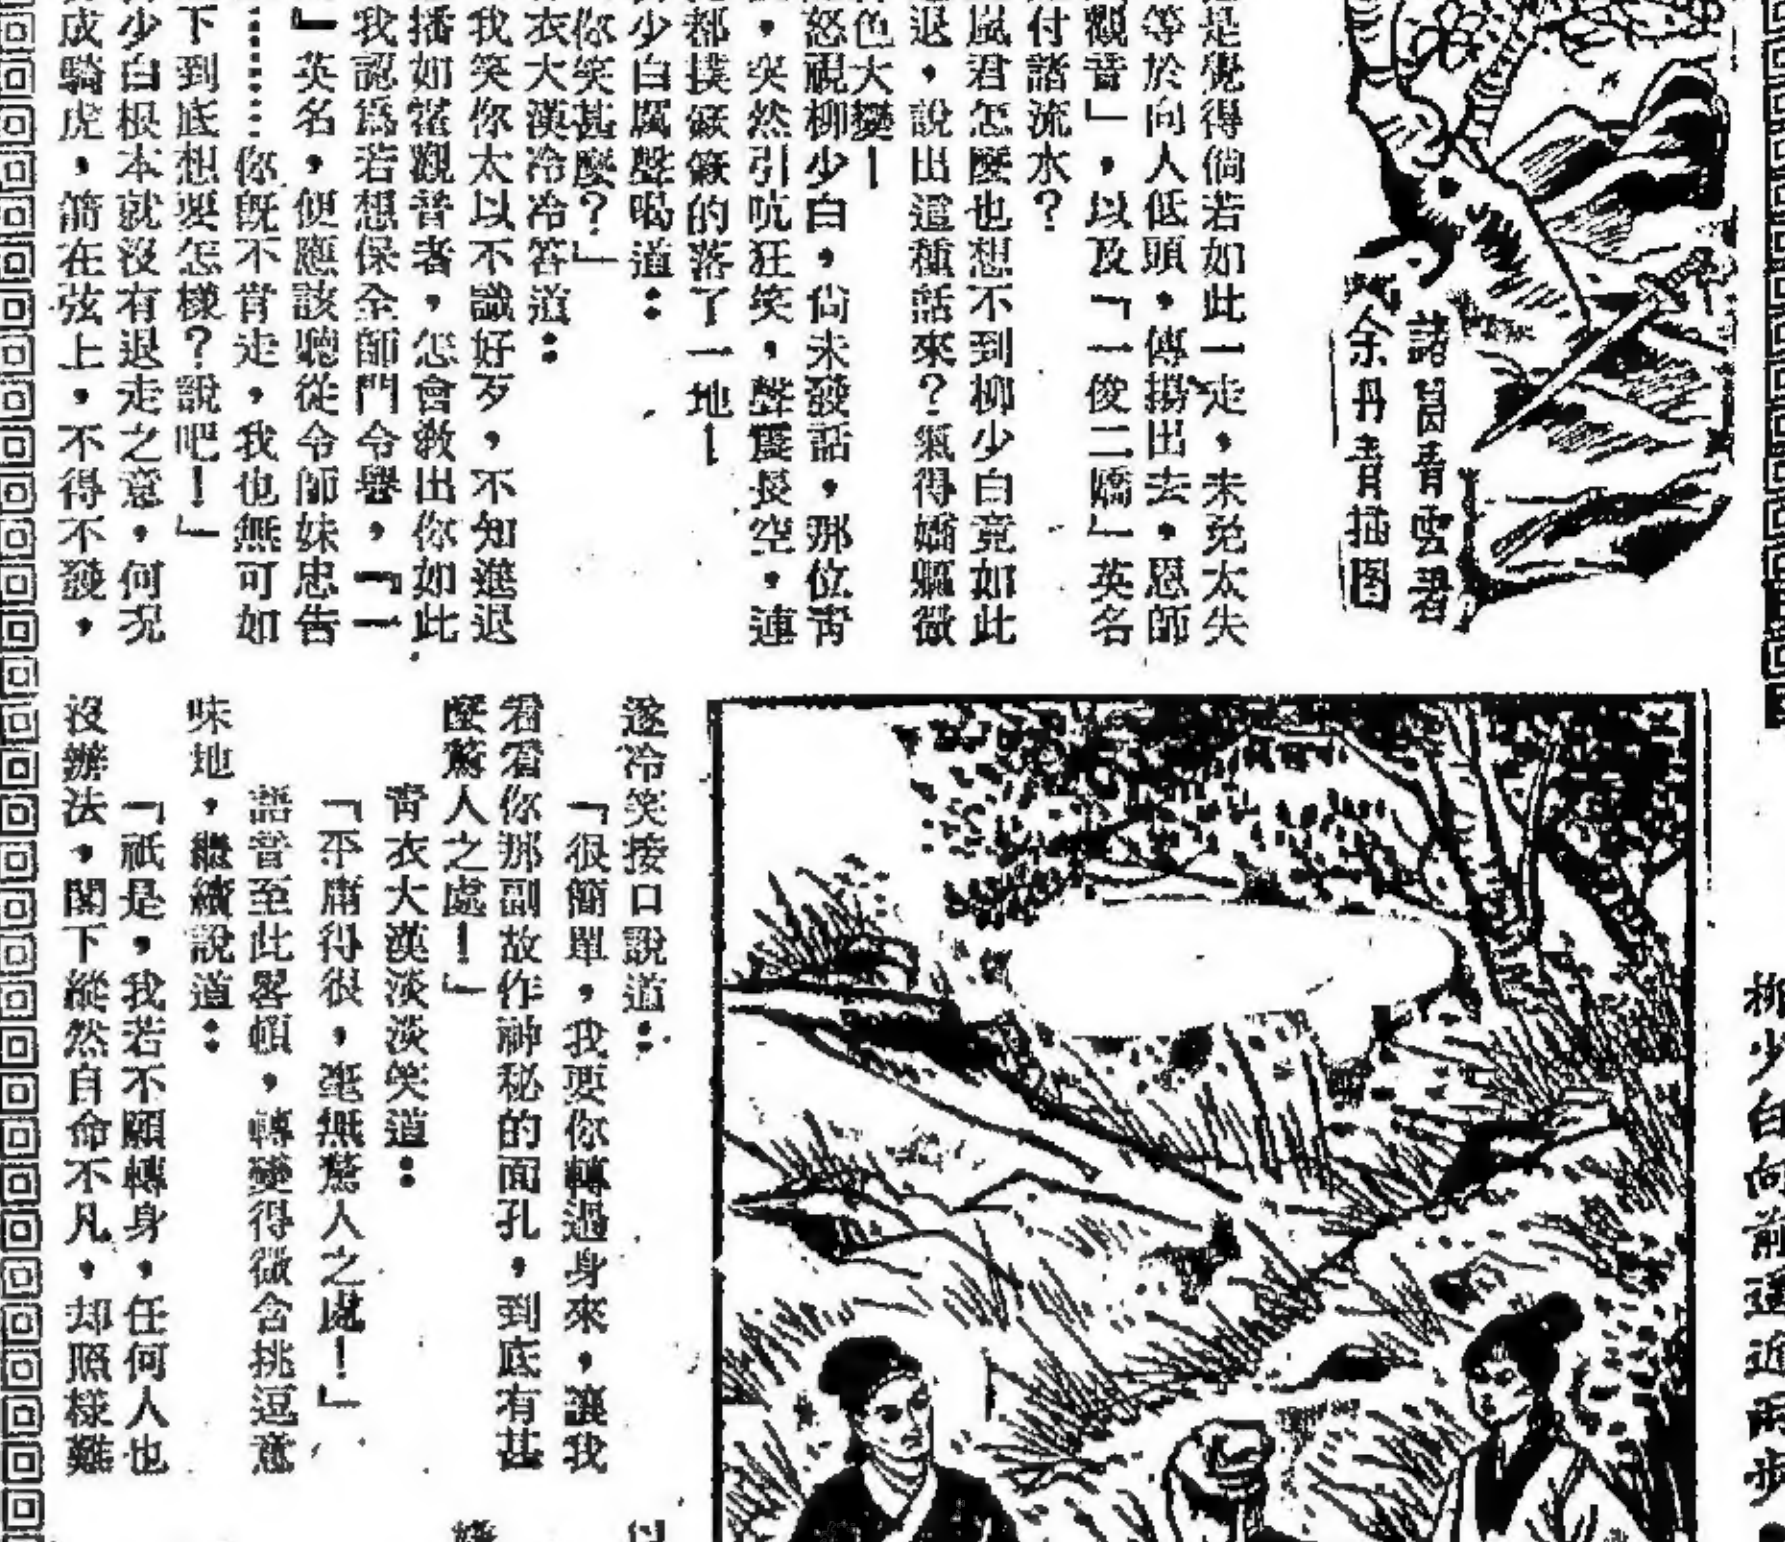 諸葛青雲著
余丹青插图
是覺得倘若如此一走，未免太失
等於向人低頭，傳揚出去，恩師
觀音」，以及「一俊二嬌」英名
付諸流水？
嵐君怎麼也想不到柳少白竟如此
退，說出這種話來？氣得嬌軀微
色大變！
怒視柳少白，尙未發話，那位靑
，突然引吭狂笑，聲震長空，連
都撲簌簌的落了一地！
少白厲聲喝道：
你笑甚麼？」
衣大漢冷冷答道：
我笑你太以不識好歹，不知進退
播如霍觀音者，怎會敎出你如此
我認爲若想保全師門令譽，『一
』英名，便應該聽從令師妹忠告
……你既不肯走，我也無可如
下到底想要怎樣？說吧！」
少白根本就沒有退走之意，何況
成騎虎，箭在弦上，不得不發，
遂冷笑接口說道：
「很簡單，我要你轉過身來，讓我
看看你那副故作神秘的面孔，到底有甚
麼驚人之處！」
靑衣大漢淡淡笑道：
「平庸得很，毫無驚人之處！」
語音至此畧頓，轉變得微含挑逗意
味地，繼續說道：
「祇是，我若不願轉身，任何人也
沒辦法，閣下縱然自命不凡，却照樣難
柳少白向前逼近兩步，